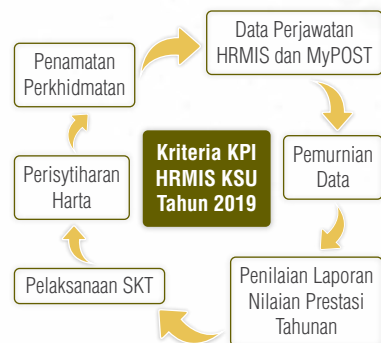 Data Perjawatan
HRMIS dan MyPOST
Pemurnian
Data
Penilaian Laporan
Nilaian Prestasi
Tahunan
Pelaksanaan SKT
Perisytiharan
Harta
Penamatan
Perkhidmatan
Kriteria KPI
HRMIS KSU
Tahun 2019